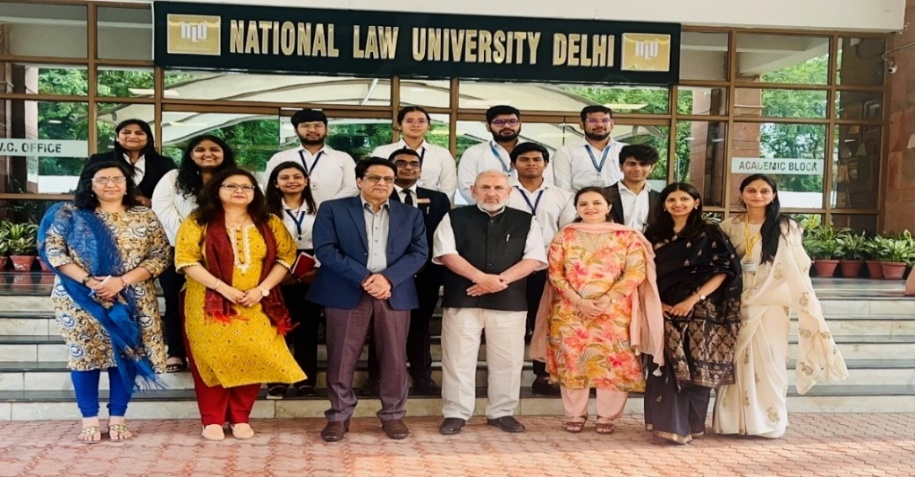 NATIONAL LAW UNIVERSITY DELHI
V.C. OFFICE
ACADEMIC BLOCK